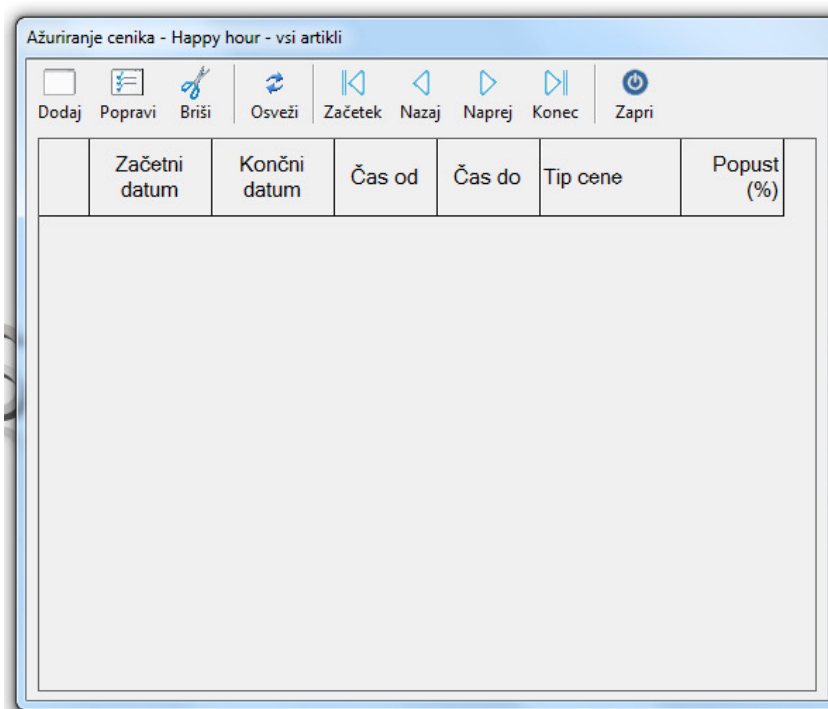 Ažuriranje cenika - Happy hour - vsi artikli
Dodaj Popravi Briši Osveži Začetek Nazaj Naprej Konec Zapri
Začetni datum Končni datum Čas od Čas do Tip cene Popust (%)